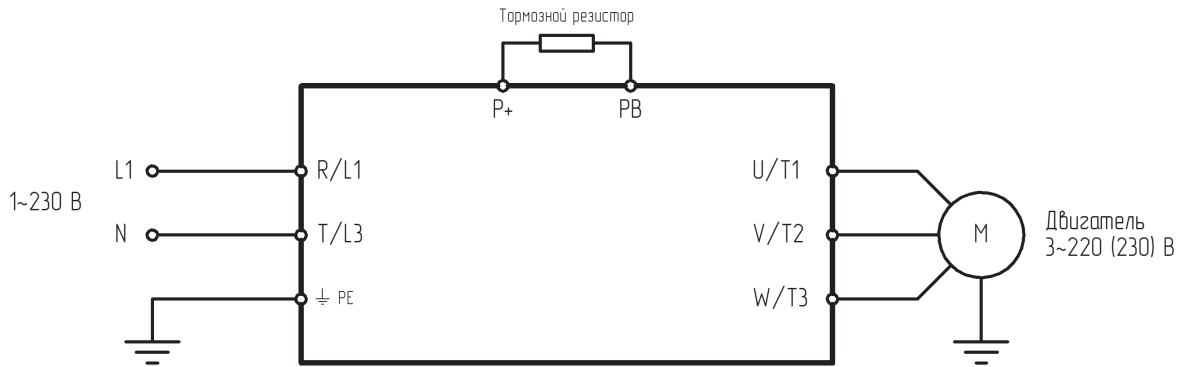 Тормозной резистор
P+
PB
L1
R/L1
U/T1
1~230 В
N
T/L3
V/T2
M
Двигатель
3~220 (230) В
PE
W/T3